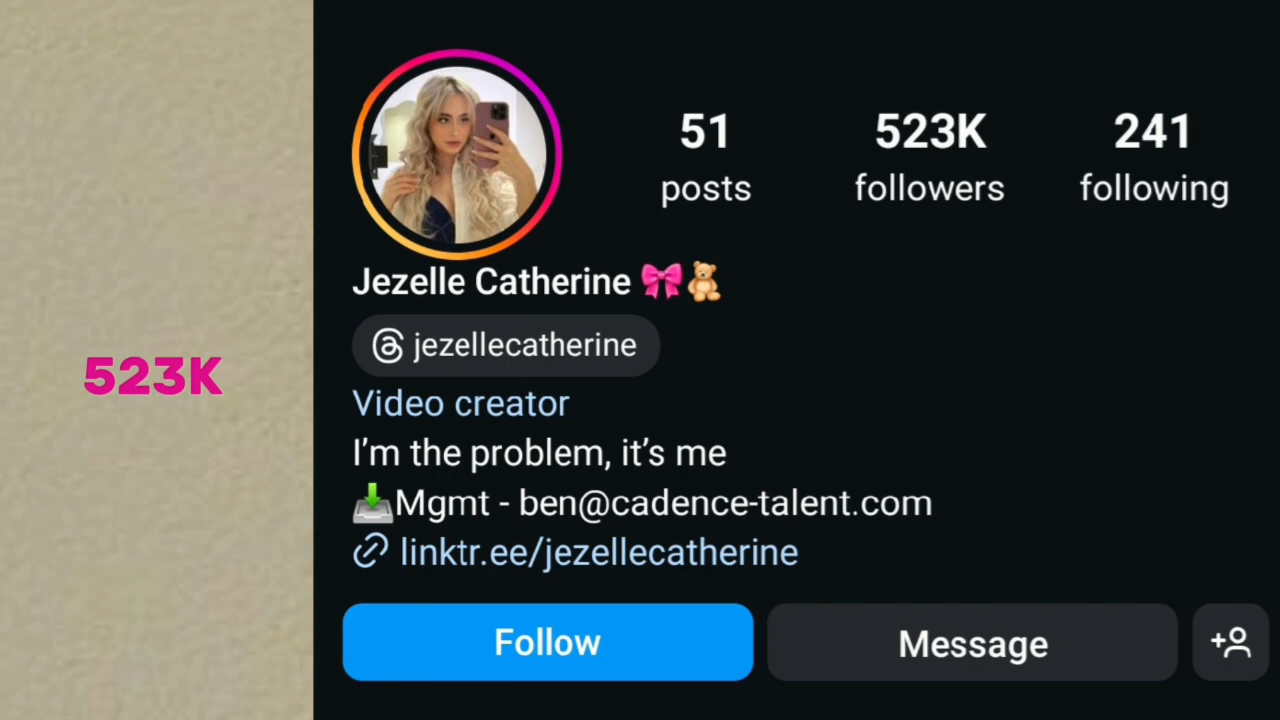 523K
51 523K 241
posts followers following
Jezelle Catherine 🎀🧸
jezellecatherine
Video creator
I’m the problem, it’s me
📥Mgmt - ben@cadence-talent.com
linktr.ee/jezellecatherine
Follow Message